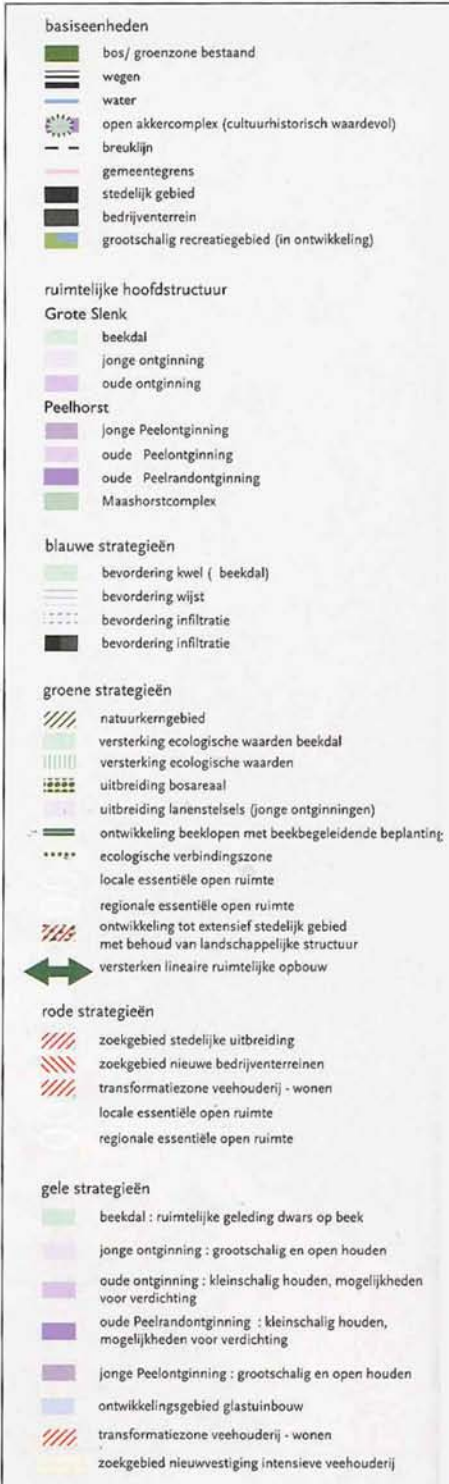 basiseenheden
bos/ groenzone bestaand
wegen
water
open akkercomplex (cultuurhistorisch waardevol)
breuklijn
gemeentegrens
stedelijk gebied
bedrijventerrein
grootschalig recreatiegebied (in ontwikkeling)
ruimtelijke hoofdstructuur
Grote Slenk
beekdal
jonge ontginning
oude ontginning
Peelhorst
jonge Peelontginning
oude Peelontginning
oude Peelrandontginning
Maashorstcomplex
blauwe strategieën
bevordering kwel ( beekdal)
bevordering wijst
bevordering infiltratie
bevordering infiltratie
groene strategieën
natuurkerngebied
versterking ecologische waarden beekdal
versterking ecologische waarden
uitbreiding bosareaal
uitbreiding lanenstelsels (jonge ontginningen)
ontwikkeling beeklopen met beekbegeleidende beplanting
ecologische verbindingszone
locale essentiële open ruimte
regionale essentiële open ruimte
ontwikkeling tot extensief stedelijk gebied
met behoud van landschappelijke structuur
versterken lineaire ruimtelijke opbouw
rode strategieën
zoekgebied stedelijke uitbreiding
zoekgebied nieuwe bedrijventerreinen
transformatiezone veehouderij - wonen
locale essentiële open ruimte
regionale essentiële open ruimte
gele strategieën
beekdal : ruimtelijke geleding dwars op beek
jonge ontginning : grootschalig en open houden
oude ontginning : kleinschalig houden, mogelijkheden
voor verdichting
oude Peelrandontginning : kleinschalig houden,
mogelijkheden voor verdichting
jonge Peelontginning : grootschalig en open houden
ontwikkelingsgebied glastuinbouw
transformatiezone veehouderij - wonen
zoekgebied nieuwvestiging intensieve veehouderij